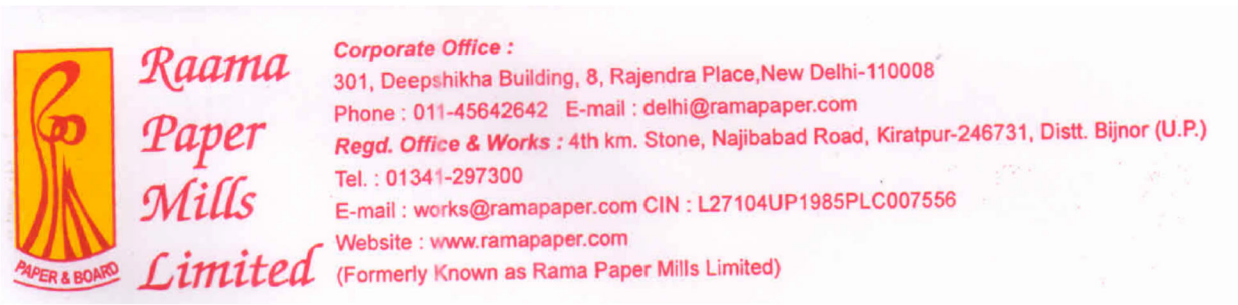 Raama
Paper
Mills
Limited
PAPER & BOARD
Corporate Office :
301, Deepshikha Building, 8, Rajendra Place,New Delhi-110008
Phone : 011-45642642 E-mail : delhi@ramapaper.com
Regd. Office & Works : 4th km. Stone, Najibabad Road, Kiratpur-246731, Distt. Bijnor (U.P.)
Tel. : 01341-297300
E-mail : works@ramapaper.com CIN : L27104UP1985PLC007556
Website : www.ramapaper.com
(Formerly Known as Rama Paper Mills Limited)